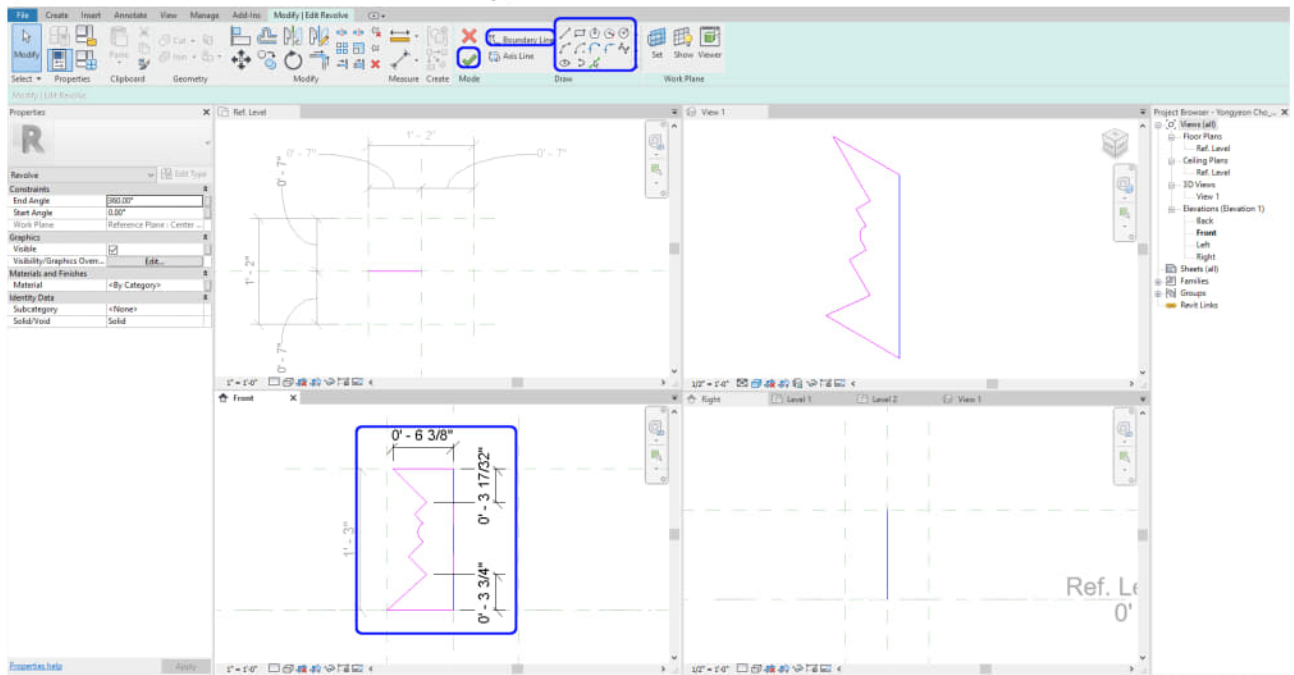 File Create Insert Annotate View Manage Add-Ins Modify | Edit Revolve
Modify
Paste
Cut
Join
Boundary Line
Axis Line
Set Show Viewer
Select Properties Clipboard Geometry Modify Measure Create Mode Draw Work Plane
Modify | Edit Revolve
Properties
R
Revolve
Edit Type
Constraints
End Angle 360.00°
Start Angle 0.00°
Work Plane Reference Plane : Center ...
Graphics
Visible
Visibility/Graphics Overr... Edit...
Materials and Finishes
Material <By Category>
Identity Data
Subcategory <None>
Solid/Void Solid
Properties help
Apply
Ref. Level
1' - 2"
0' - 7"
0' - 7"
0' - 7"
1' - 2"
0' - 7"
1" = 1'-0"
View 1
1/2" = 1'-0"
Front
0' - 6 3/8"
0' - 3 17/32"
1' - 3"
0' - 3 3/4"
1" = 1'-0"
Right Level 1 Level 2 View 1
Ref. Le
0'
1/2" = 1'-0"
Project Browser - Yongyeon Cho_...
Views (all)
Floor Plans
Ref. Level
Ceiling Plans
Ref. Level
3D Views
View 1
Elevations (Elevation 1)
Back
Front
Left
Right
Sheets (all)
Families
Groups
Revit Links